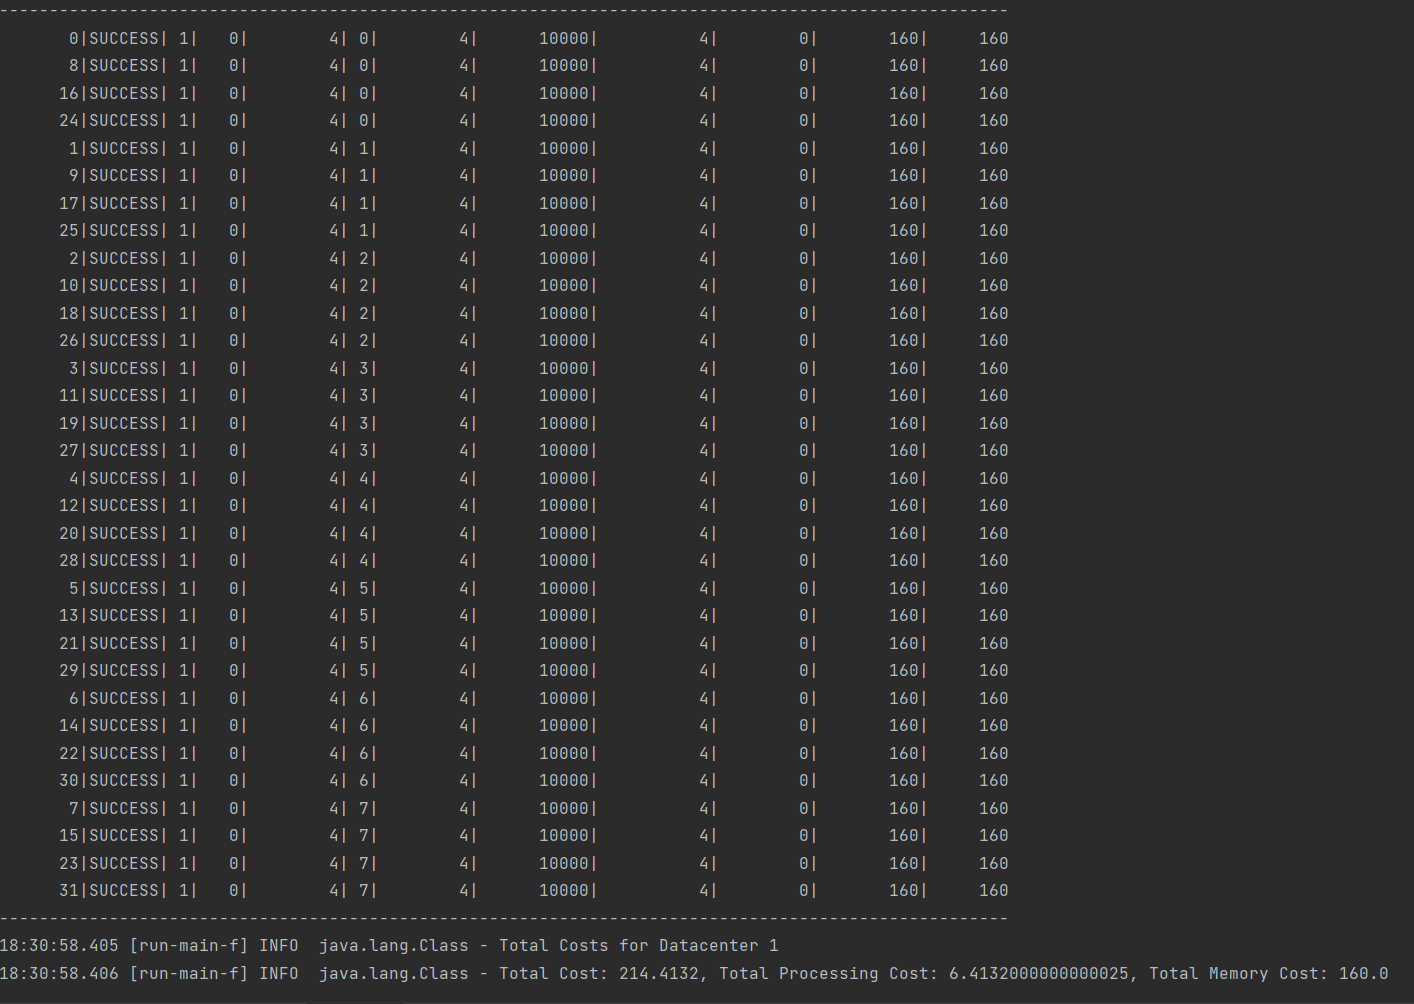 -----------------------------------------------------------------------------------------------------
       0|SUCCESS| 1|   0|        4| 0|        4|      10000|          4|        0|       160|     160
       8|SUCCESS| 1|   0|        4| 0|        4|      10000|          4|        0|       160|     160
      16|SUCCESS| 1|   0|        4| 0|        4|      10000|          4|        0|       160|     160
      24|SUCCESS| 1|   0|        4| 0|        4|      10000|          4|        0|       160|     160
       1|SUCCESS| 1|   0|        4| 1|        4|      10000|          4|        0|       160|     160
       9|SUCCESS| 1|   0|        4| 1|        4|      10000|          4|        0|       160|     160
      17|SUCCESS| 1|   0|        4| 1|        4|      10000|          4|        0|       160|     160
      25|SUCCESS| 1|   0|        4| 1|        4|      10000|          4|        0|       160|     160
       2|SUCCESS| 1|   0|        4| 2|        4|      10000|          4|        0|       160|     160
      10|SUCCESS| 1|   0|        4| 2|        4|      10000|          4|        0|       160|     160
      18|SUCCESS| 1|   0|        4| 2|        4|      10000|          4|        0|       160|     160
      26|SUCCESS| 1|   0|        4| 2|        4|      10000|          4|        0|       160|     160
       3|SUCCESS| 1|   0|        4| 3|        4|      10000|          4|        0|       160|     160
      11|SUCCESS| 1|   0|        4| 3|        4|      10000|          4|        0|       160|     160
      19|SUCCESS| 1|   0|        4| 3|        4|      10000|          4|        0|       160|     160
      27|SUCCESS| 1|   0|        4| 3|        4|      10000|          4|        0|       160|     160
       4|SUCCESS| 1|   0|        4| 4|        4|      10000|          4|        0|       160|     160
      12|SUCCESS| 1|   0|        4| 4|        4|      10000|          4|        0|       160|     160
      20|SUCCESS| 1|   0|        4| 4|        4|      10000|          4|        0|       160|     160
      28|SUCCESS| 1|   0|        4| 4|        4|      10000|          4|        0|       160|     160
       5|SUCCESS| 1|   0|        4| 5|        4|      10000|          4|        0|       160|     160
      13|SUCCESS| 1|   0|        4| 5|        4|      10000|          4|        0|       160|     160
      21|SUCCESS| 1|   0|        4| 5|        4|      10000|          4|        0|       160|     160
      29|SUCCESS| 1|   0|        4| 5|        4|      10000|          4|        0|       160|     160
       6|SUCCESS| 1|   0|        4| 6|        4|      10000|          4|        0|       160|     160
      14|SUCCESS| 1|   0|        4| 6|        4|      10000|          4|        0|       160|     160
      22|SUCCESS| 1|   0|        4| 6|        4|      10000|          4|        0|       160|     160
      30|SUCCESS| 1|   0|        4| 6|        4|      10000|          4|        0|       160|     160
       7|SUCCESS| 1|   0|        4| 7|        4|      10000|          4|        0|       160|     160
      15|SUCCESS| 1|   0|        4| 7|        4|      10000|          4|        0|       160|     160
      23|SUCCESS| 1|   0|        4| 7|        4|      10000|          4|        0|       160|     160
      31|SUCCESS| 1|   0|        4| 7|        4|      10000|          4|        0|       160|     160
-----------------------------------------------------------------------------------------------------
18:30:58.405 [run-main-f] INFO  java.lang.Class - Total Costs for Datacenter 1
18:30:58.406 [run-main-f] INFO  java.lang.Class - Total Cost: 214.4132, Total Processing Cost: 6.4132000000000025, Total Memory Cost: 160.0